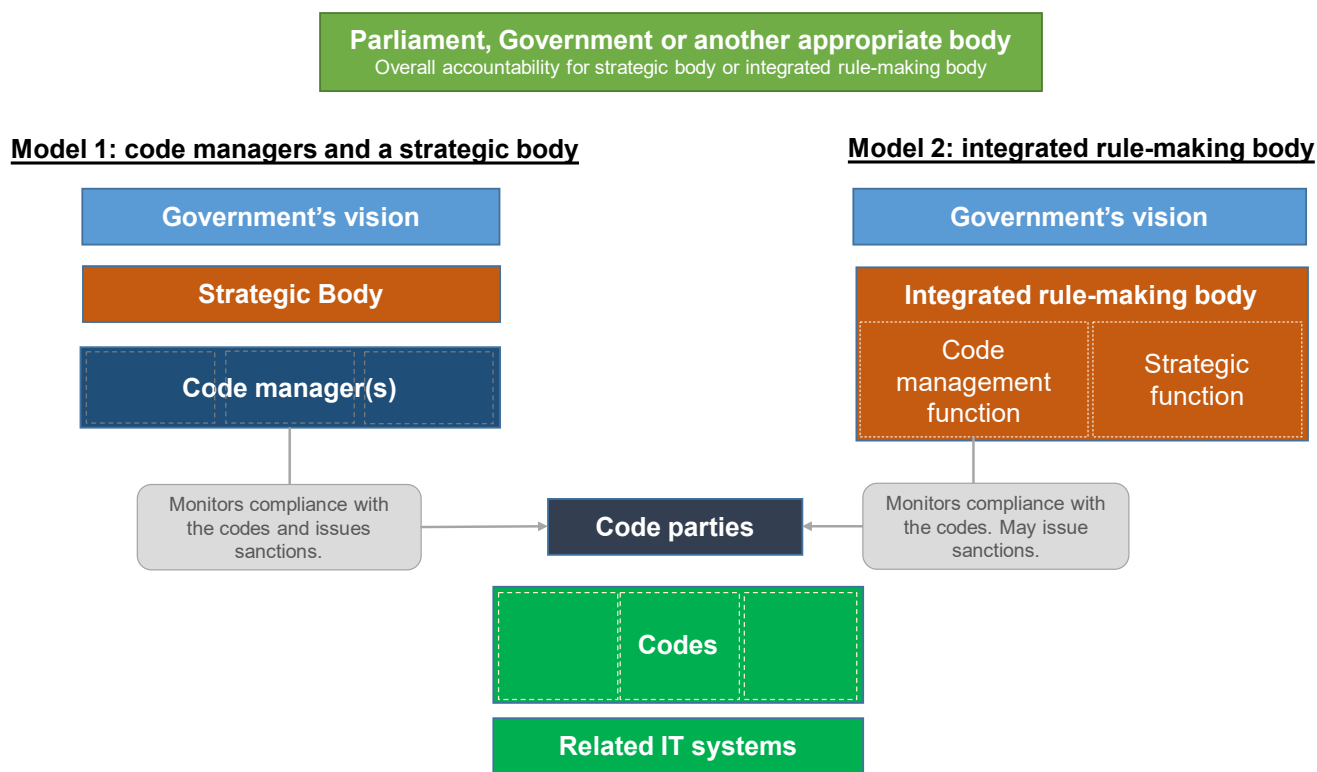 Parliament, Government or another appropriate body
Overall accountability for strategic body or integrated rule-making body
Model 1: code managers and a strategic body
Government’s vision
Strategic Body
Code manager(s)
Monitors compliance with
the codes and issues
sanctions.
Model 2: integrated rule-making body
Government’s vision
Integrated rule-making body
Code
management
function
Strategic
function
Monitors compliance with
the codes. May issue
sanctions.
Code parties
Codes
Related IT systems